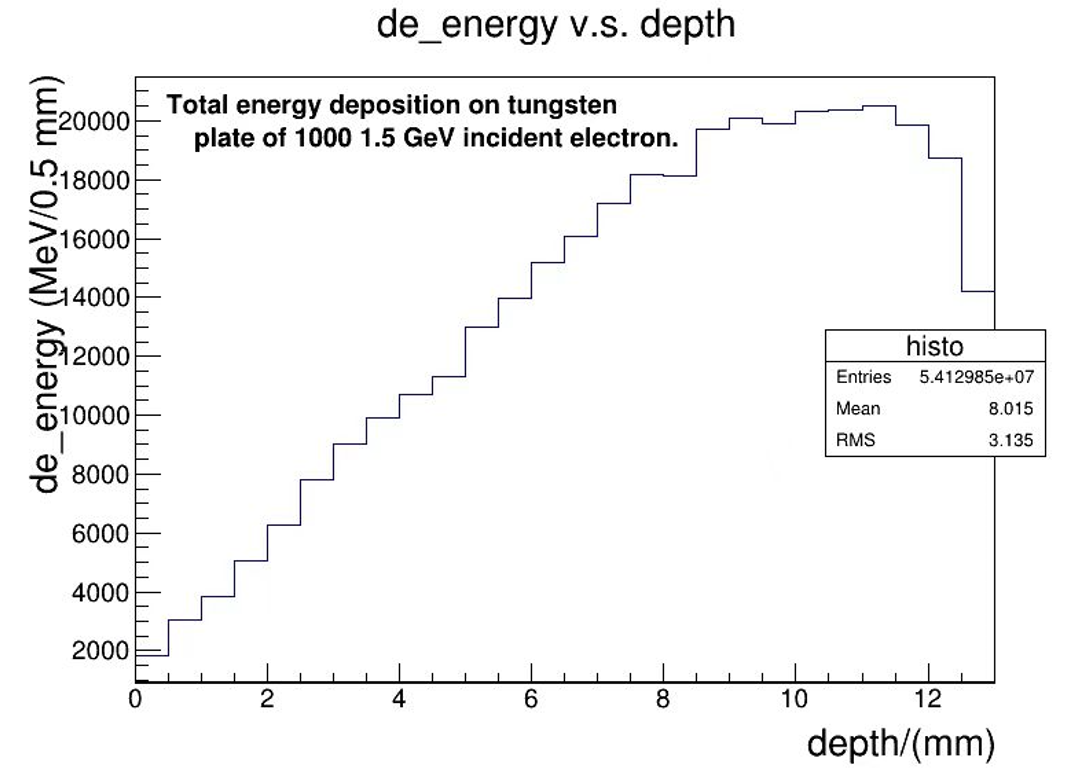 de_energy v.s. depth
Total energy deposition on tungsten
plate of 1000 1.5 GeV incident electron.
de_energy (MeV/0.5 mm)
20000
18000
16000
14000
12000
10000
8000
6000
4000
2000
0 2 4 6 8 10 12
depth/(mm)
histo
Entries 5.412985e+07
Mean 8.015
RMS 3.135